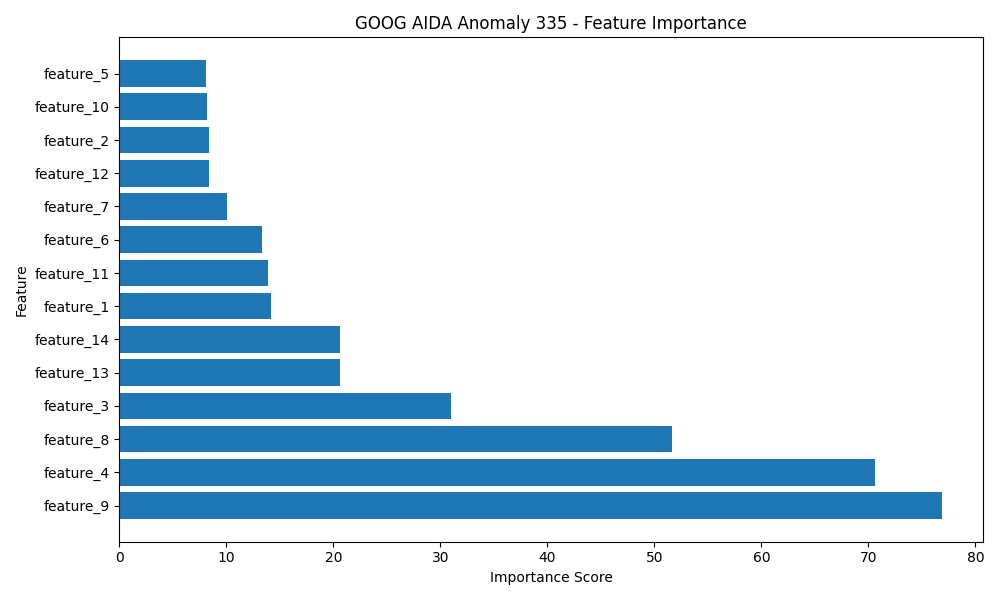 GOOG AIDA Anomaly 335 - Feature Importance
feature_5
feature_10
feature_2
feature_12
feature_7
feature_6
feature_11
feature_1
feature_14
feature_13
feature_3
feature_8
feature_4
feature_9
Feature
0 10 20 30 40 50 60 70 80
Importance Score